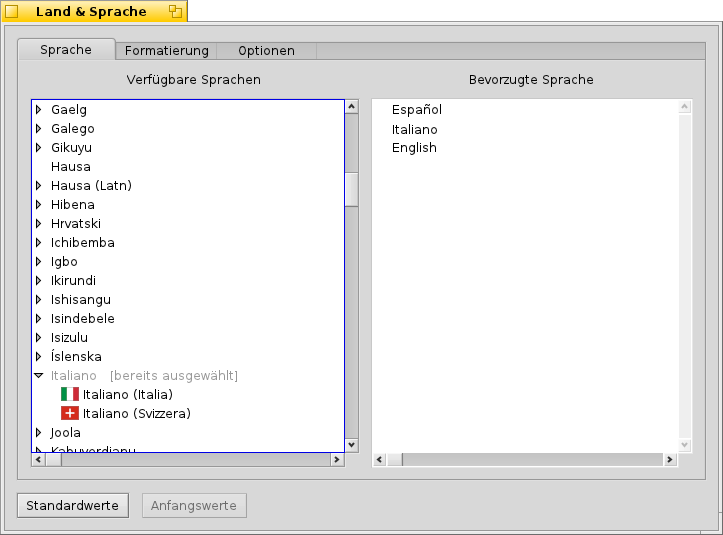 Land & Sprache
Sprache
Formatierung
Optionen
Verfügbare Sprachen
Gaelg
Galego
Gikuyu
Hausa
Hausa (Latn)
Hibena
Hrvatski
Ichibemba
Igbo
Ikirundi
Ishisangu
Isindebele
Isizulu
Íslenska
Italiano [bereits ausgewählt]
Italiano (Italia)
Italiano (Svizzera)
Joola
Kabuverdianu
Bevorzugte Sprache
Español
Italiano
English
Standardwerte
Anfangswerte